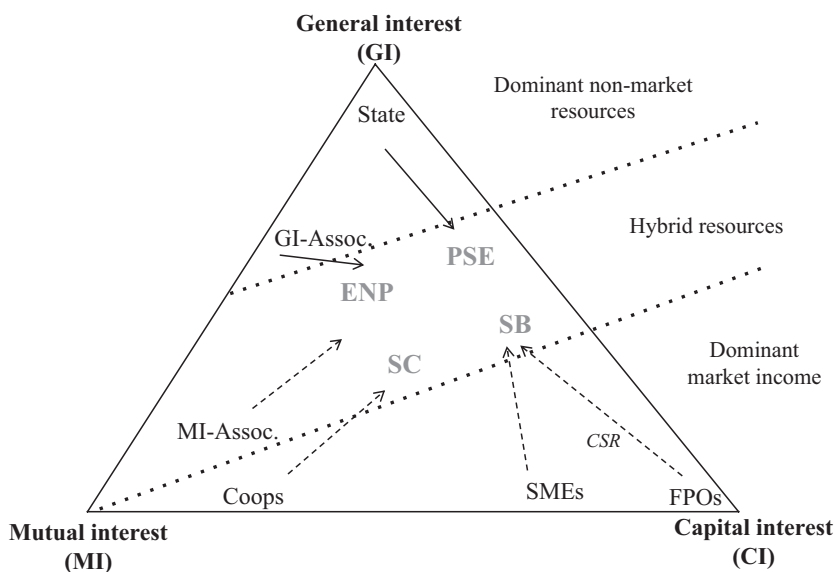 General interest
(GI)
Dominant non-market
resources
State
Hybrid resources
GI-Assoc.
PSE
ENP
SB
SC
Dominant
market income
MI-Assoc.
CSR
Coops
SMEs
FPOs
Mutual interest
(MI)
Capital interest
(CI)